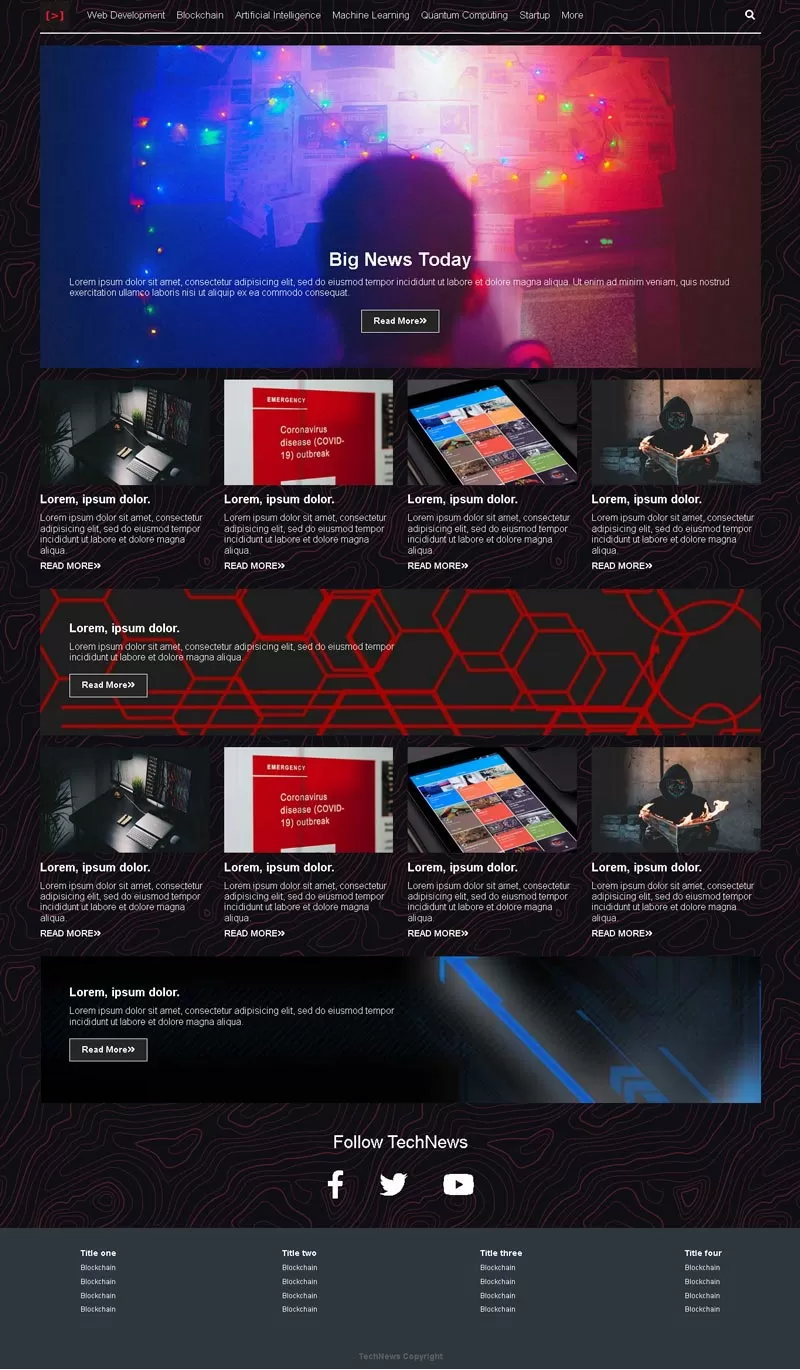 [>] Web Development Blockchain Artificial Intelligence Machine Learning Quantum Computing Startup More
Big News Today
Lorem ipsum dolor sit amet, consectetur adipisicing elit, sed do eiusmod tempor incididunt ut labore et dolore magna aliqua. Ut enim ad minim veniam, quis nostrud
exercitation ullamco laboris nisi ut aliquip ex ea commodo consequat.
Read More
EMERGENCY
Coronavirus
disease (COVID-
19) outbreak
Lorem, ipsum dolor.
Lorem ipsum dolor sit amet, consectetur
adipisicing elit, sed do eiusmod tempor
incididunt ut labore et dolore magna
aliqua.
READ MORE
Lorem, ipsum dolor.
Lorem ipsum dolor sit amet, consectetur
adipisicing elit, sed do eiusmod tempor
incididunt ut labore et dolore magna
aliqua.
READ MORE
Lorem, ipsum dolor.
Lorem ipsum dolor sit amet, consectetur
adipisicing elit, sed do eiusmod tempor
incididunt ut labore et dolore magna
aliqua.
READ MORE
Lorem, ipsum dolor.
Lorem ipsum dolor sit amet, consectetur
adipisicing elit, sed do eiusmod tempor
incididunt ut labore et dolore magna
aliqua.
READ MORE
Lorem, ipsum dolor.
Lorem ipsum dolor sit amet, consectetur adipisicing elit, sed do eiusmod tempor
incididunt ut labore et dolore magna aliqua.
Read More
EMERGENCY
Coronavirus
disease (COVID-
19) outbreak
Lorem, ipsum dolor.
Lorem ipsum dolor sit amet, consectetur
adipisicing elit, sed do eiusmod tempor
incididunt ut labore et dolore magna
aliqua.
READ MORE
Lorem, ipsum dolor.
Lorem ipsum dolor sit amet, consectetur
adipisicing elit, sed do eiusmod tempor
incididunt ut labore et dolore magna
aliqua.
READ MORE
Lorem, ipsum dolor.
Lorem ipsum dolor sit amet, consectetur
adipisicing elit, sed do eiusmod tempor
incididunt ut labore et dolore magna
aliqua.
READ MORE
Lorem, ipsum dolor.
Lorem ipsum dolor sit amet, consectetur
adipisicing elit, sed do eiusmod tempor
incididunt ut labore et dolore magna
aliqua.
READ MORE
Lorem, ipsum dolor.
Lorem ipsum dolor sit amet, consectetur adipisicing elit, sed do eiusmod tempor
incididunt ut labore et dolore magna aliqua.
Read More
Follow TechNews
Title one
Blockchain
Blockchain
Blockchain
Blockchain
Title two
Blockchain
Blockchain
Blockchain
Blockchain
Title three
Blockchain
Blockchain
Blockchain
Blockchain
Title four
Blockchain
Blockchain
Blockchain
Blockchain
TechNews Copyright